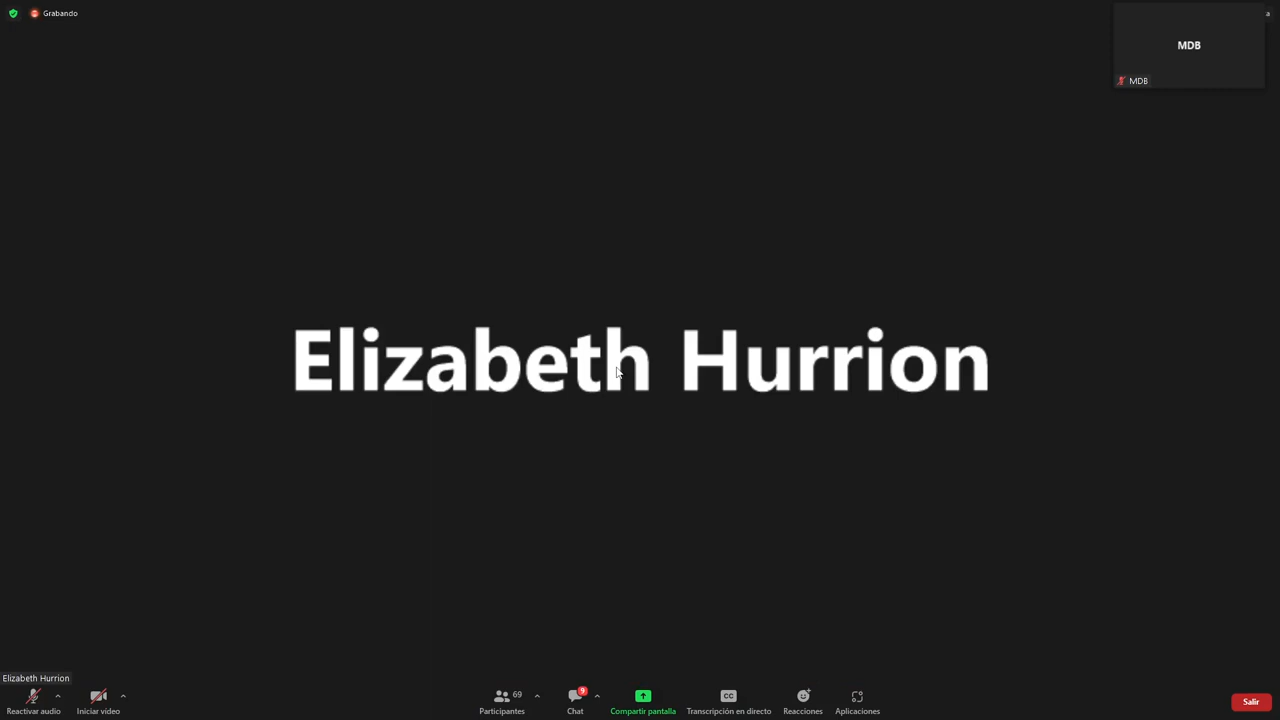 Grabando
a
MDB
MDB
Elizabeth Hurrion
Elizabeth Hurrion
Reactivar audio
Iniciar video
69
Participantes
9
Chat
Compartir pantalla
CC
Transcripción en directo
Reacciones
Aplicaciones
Salir